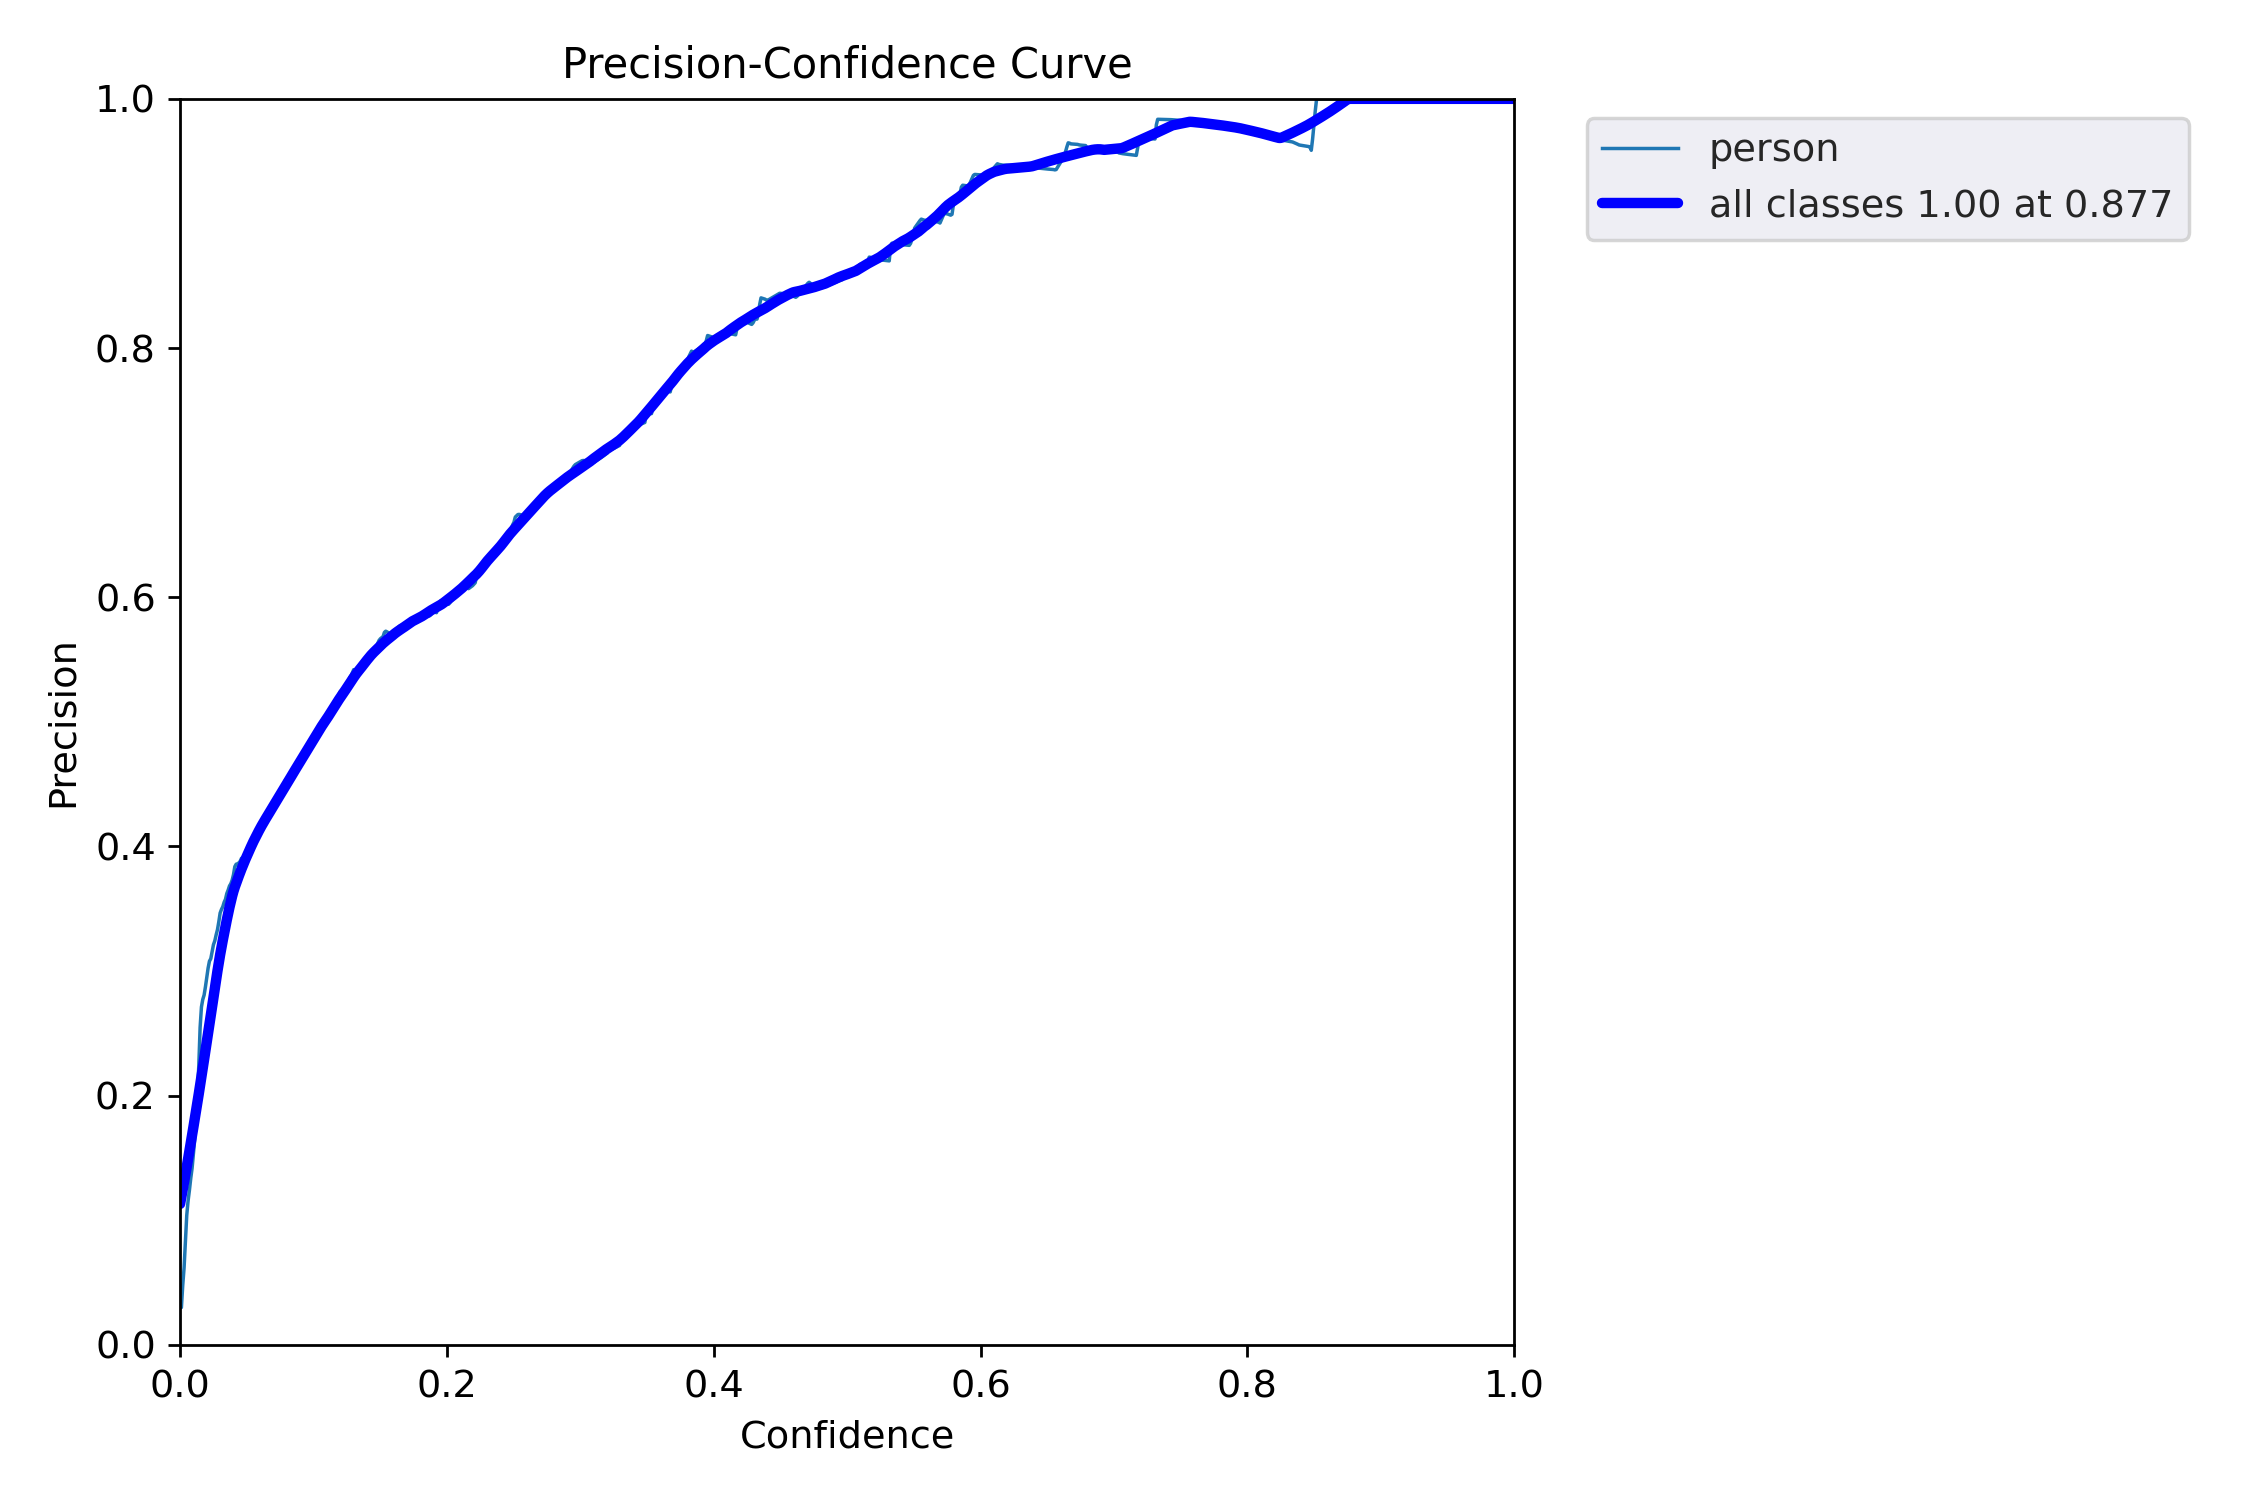 Precision-Confidence Curve
1.0
0.8
0.6
0.4
0.2
0.0
Precision
0.0 0.2 0.4 0.6 0.8 1.0
Confidence
person
all classes 1.00 at 0.877